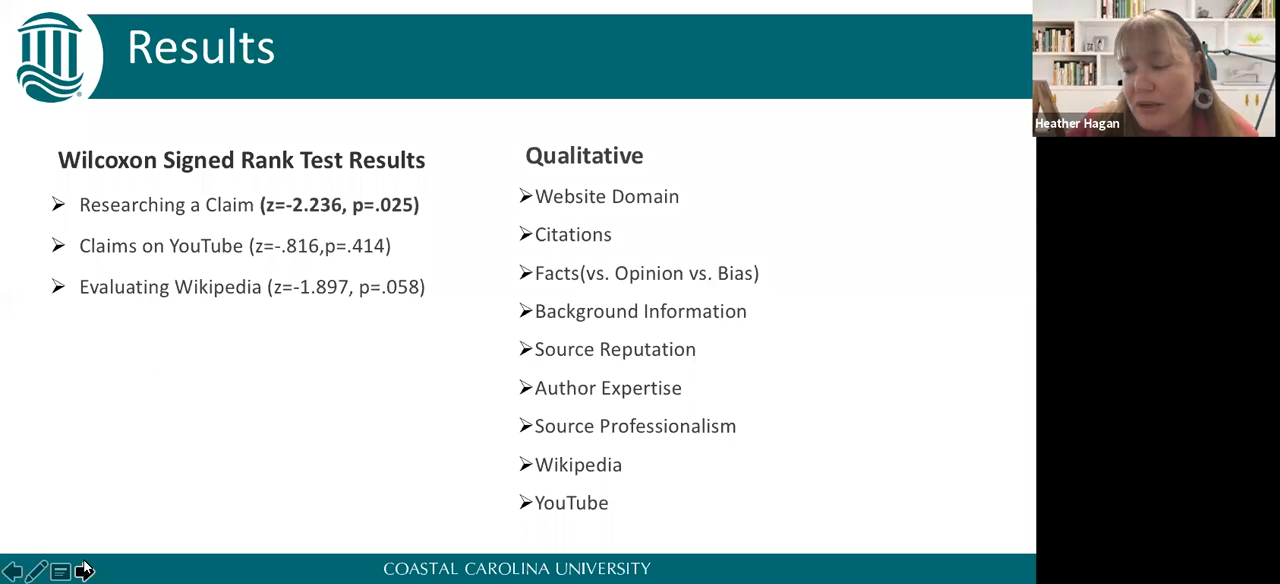 Results
Heather Hagan
Wilcoxon Signed Rank Test Results
Researching a Claim (z=-2.236, p=.025)
Claims on YouTube (z=-.816,p=.414)
Evaluating Wikipedia (z=-1.897, p=.058)
Qualitative
Website Domain
Citations
Facts(vs. Opinion vs. Bias)
Background Information
Source Reputation
Author Expertise
Source Professionalism
Wikipedia
YouTube
COASTAL CAROLINA UNIVERSITY